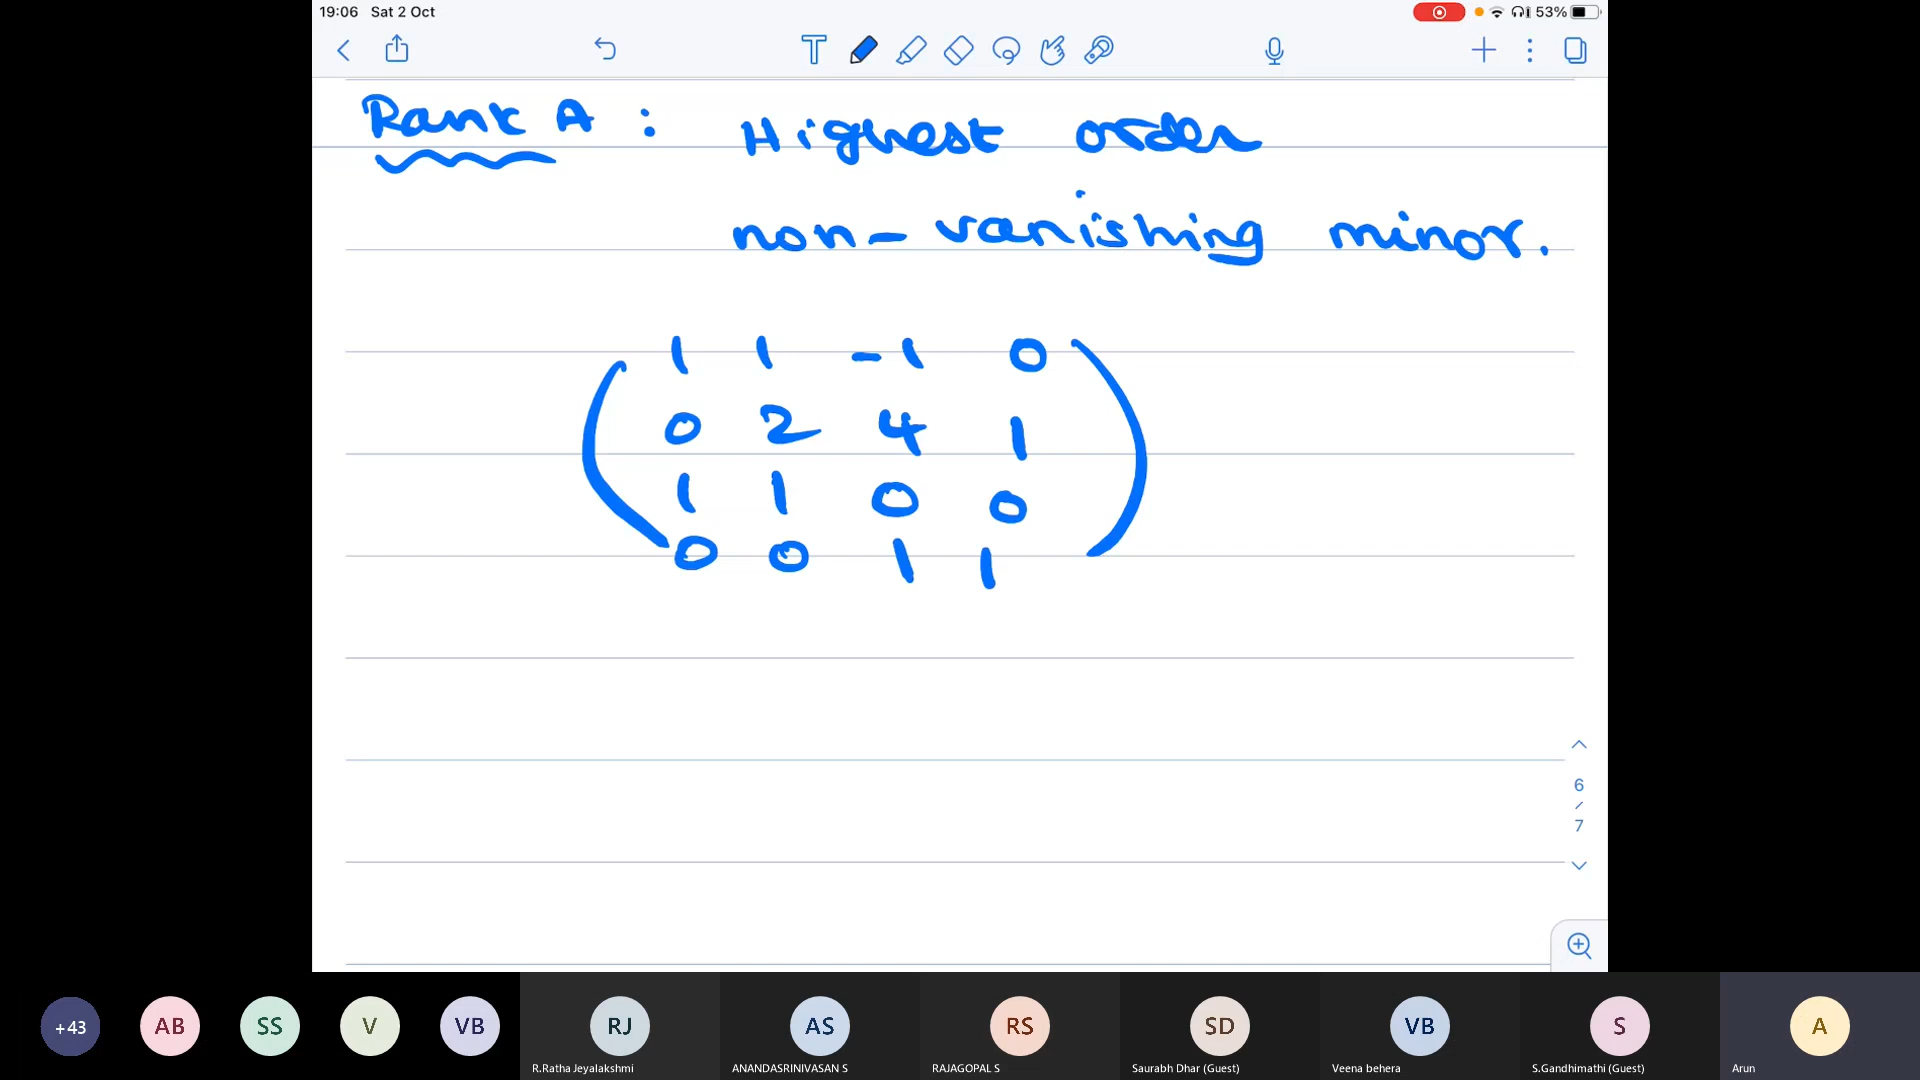 19:06 Sat 2 Oct
53%
Rank A : Highest order
non-vanishing minor.
1 1 -1 0
0 2 4 1
1 1 0 0
0 0 1 1
6
/
7
+43 AB SS V VB RJ AS RS SD VB S A
R.Ratha Jeyalakshmi ANANDASRINIVASAN S RAJAGOPAL S Saurabh Dhar (Guest) Veena behera S.Gandhimathi (Guest) Arun